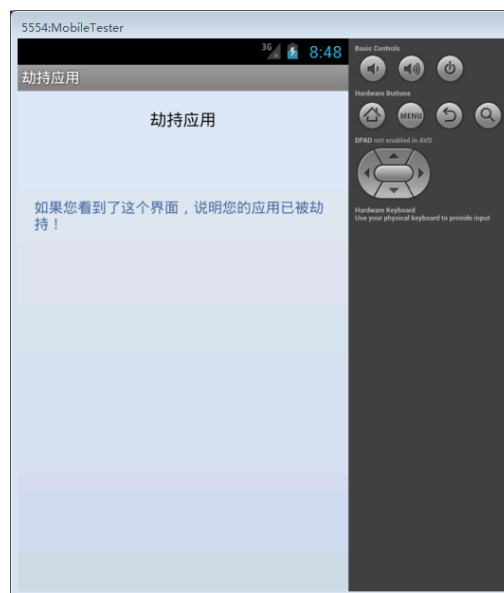 5554:MobileTester
3G 8:48
Basic Controls
劫持应用
Hardware Buttons
MENU
劫持应用
DPAD not enabled in AVD
如果您看到了这个界面，说明您的应用已被劫
持！
Hardware Keyboard
Use your physical keyboard to provide input